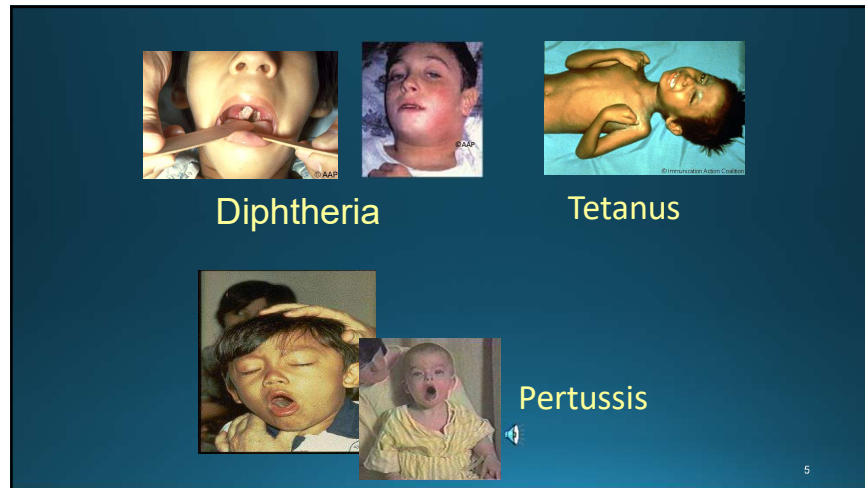 © AAP
© AAP
© Immunization Action Coalition
Diphtheria
Tetanus
Pertussis
5